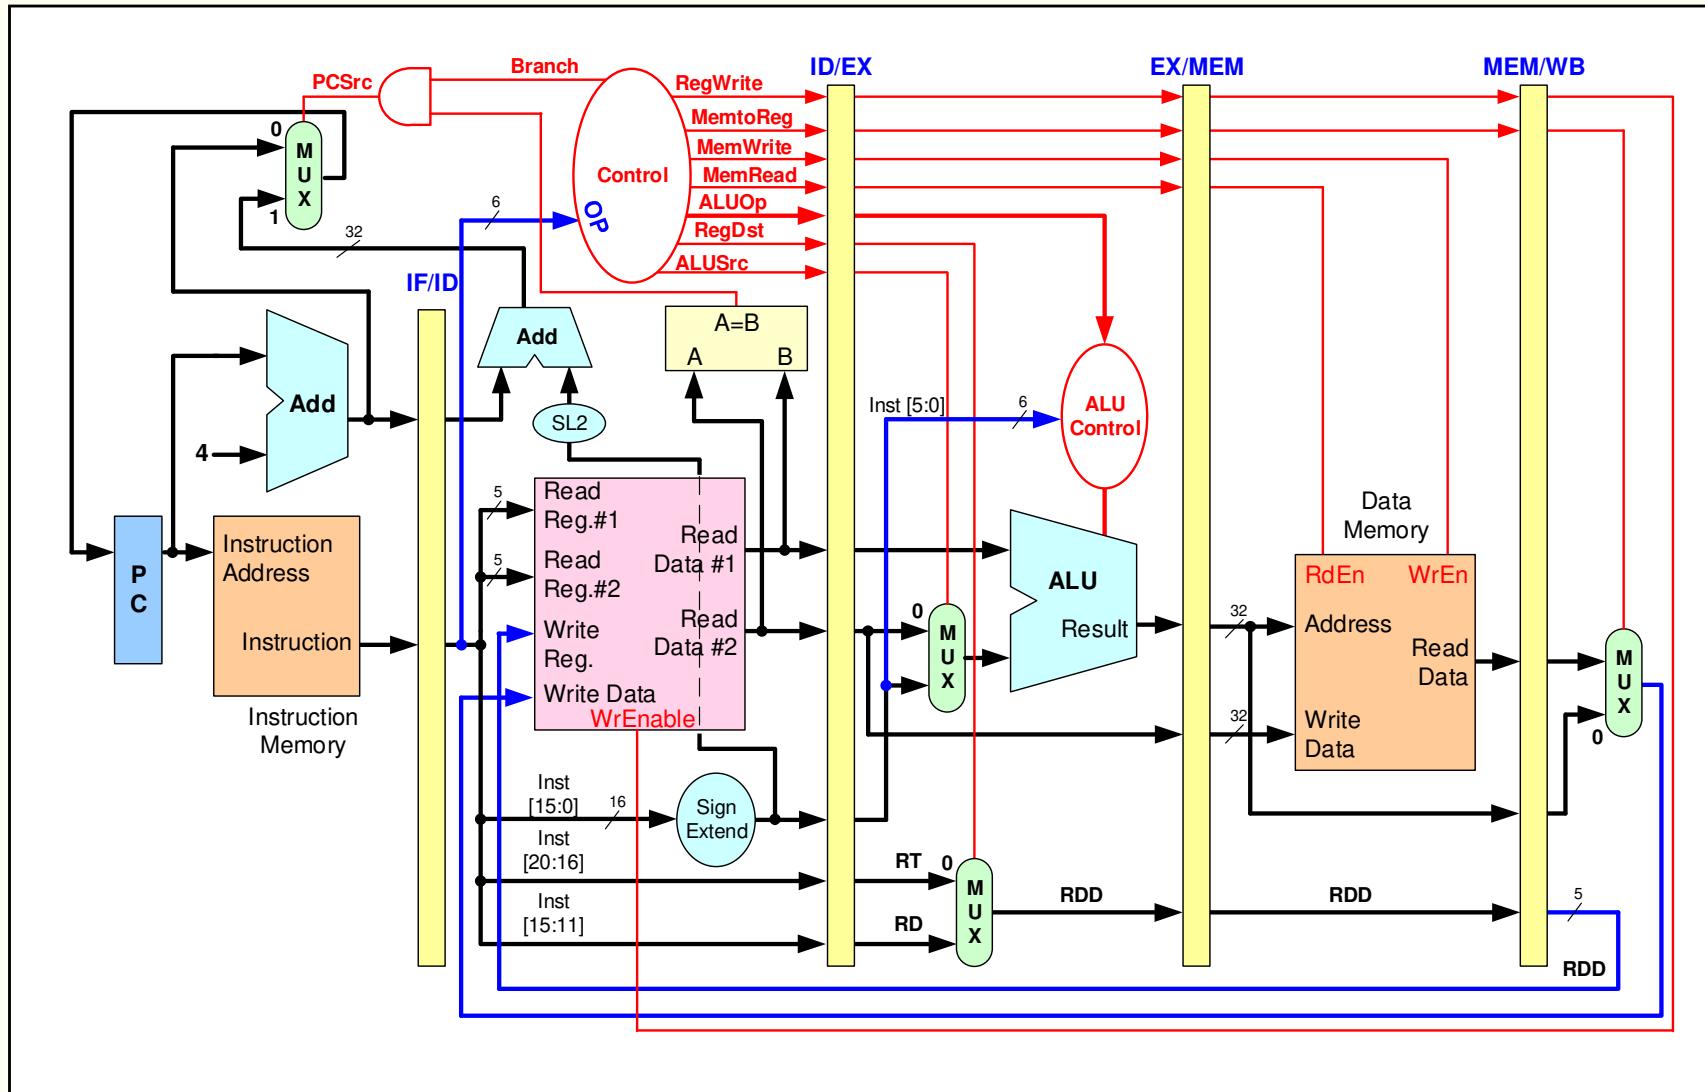 ID/EX
EX/MEM
MEM/WB
PCSrc
Branch
RegWrite
MemtoReg
MemWrite
MemRead
ALUOp
RegDst
ALUSrc
Control
OP
0
M
U
X
1
6
32
IF/ID
Add
Add
4
SL2
A=B
A
B
Inst [5:0]
6
ALU
Control
P
C
Instruction
Address
Instruction
Instruction
Memory
5
5
Read
Reg.#1
Read
Reg.#2
Write
Reg.
Write Data
WrEnable
Read
Data #1
Read
Data #2
0
M
U
X
ALU
Result
Data
Memory
RdEn
WrEn
32
Address
Read
Data
32
Write
Data
M
U
X
0
Inst
[15:0]
16
Sign
Extend
Inst
[20:16]
Inst
[15:11]
RT
0
RD
M
U
X
RDD
RDD
5
RDD